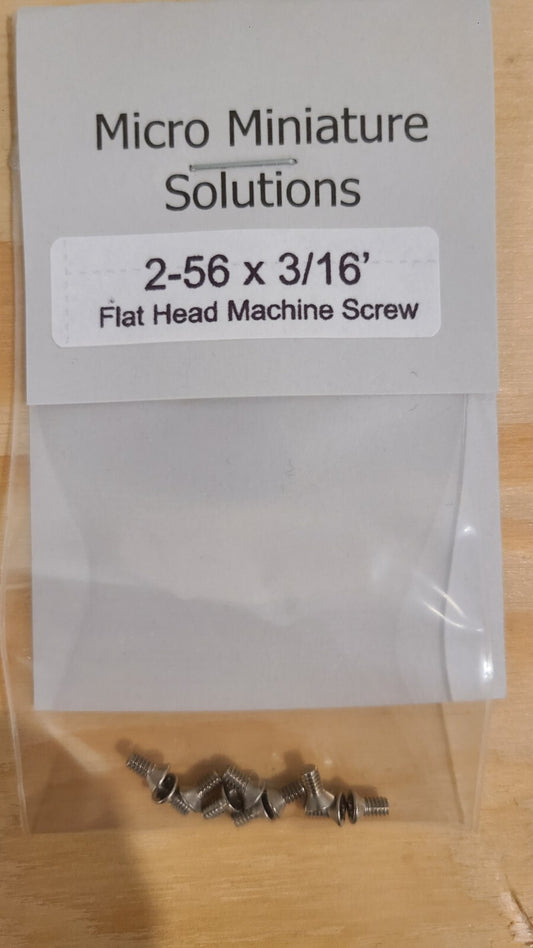 Micro Miniature
Solutions
2-56 x 3/16'
Flat Head Machine Screw